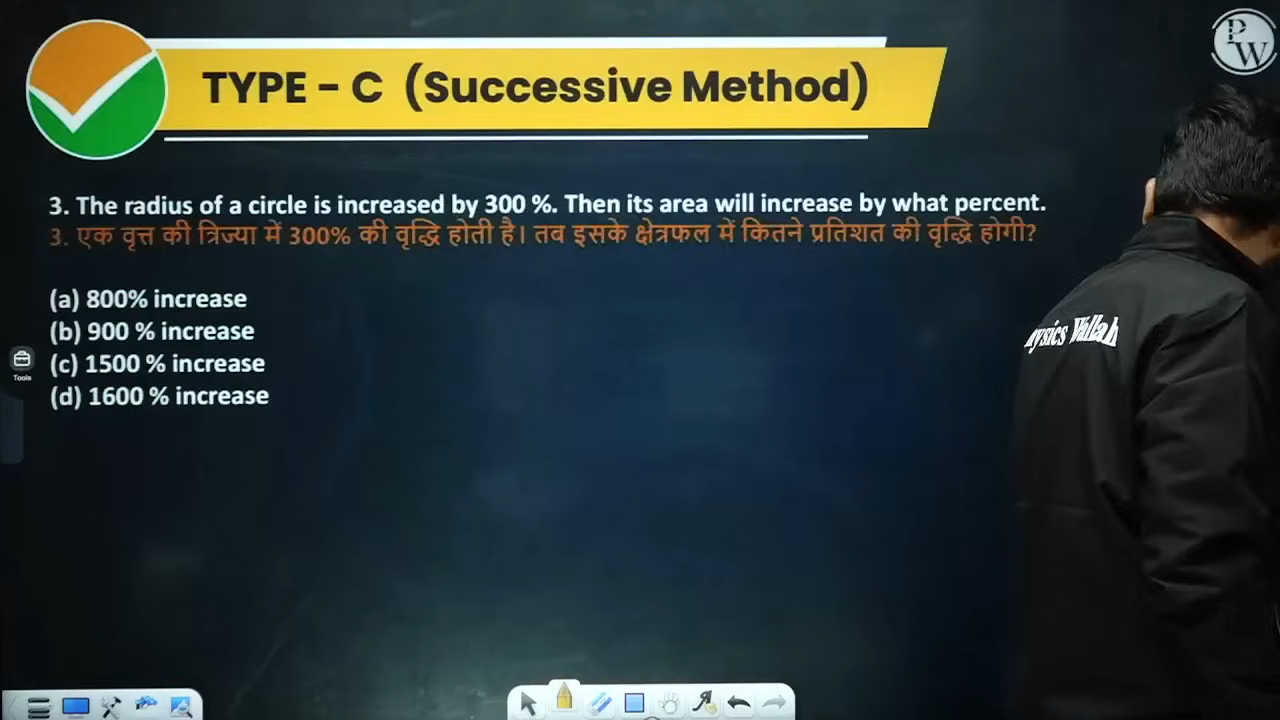 PW
TYPE - C (Successive Method)
3. The radius of a circle is increased by 300 %. Then its area will increase by what percent.
3. एक वृत्त की त्रिज्या में 300% की वृद्धि होती है। तब इसके क्षेत्रफल में कितने प्रतिशत की वृद्धि होगी?
(a) 800% increase
(b) 900 % increase
(c) 1500 % increase
(d) 1600 % increase
Tools
Wallah